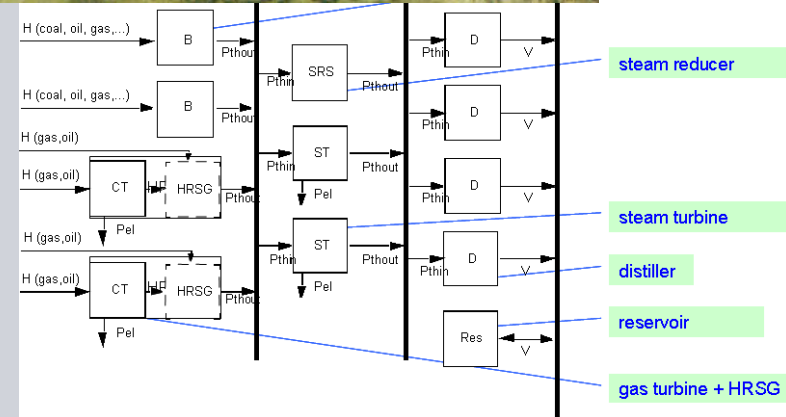 H (coal, oil, gas,...)
B
Pthout
H (coal, oil, gas,...)
B
Pthout
H (gas,oil)
H (gas,oil)
CT
HRSG
Pthout
Pel
H (gas,oil)
H (gas,oil)
CT
HRSG
Pthout
Pel
Pthin
SRS
Pthout
Pthin
ST
Pthout
Pel
Pthin
ST
Pthout
Pel
Pthin
D
V
Pthin
D
V
Pthin
D
V
Pthin
D
V
Res
V
steam reducer
steam turbine
distiller
reservoir
gas turbine + HRSG